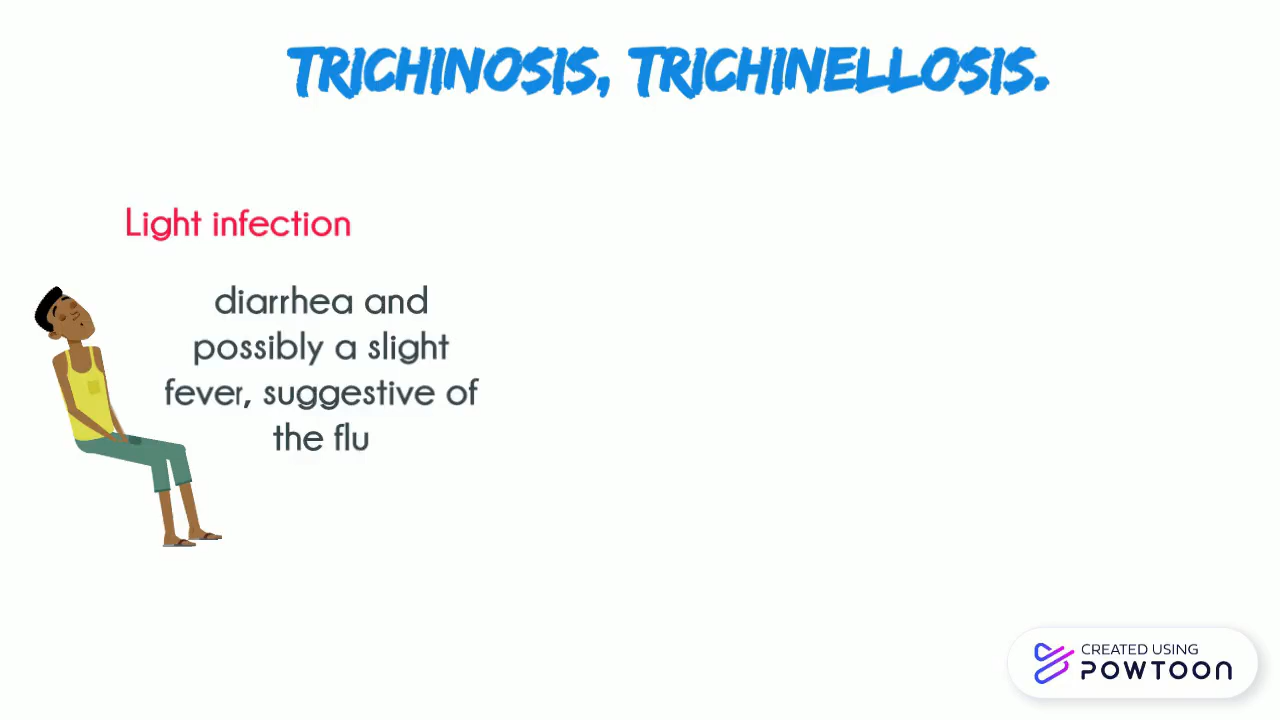 TRICHINOSIS, TRICHINELLOSIS.
Light infection
diarrhea and
possibly a slight
fever, suggestive of
the flu
CREATED USING
POWTOON